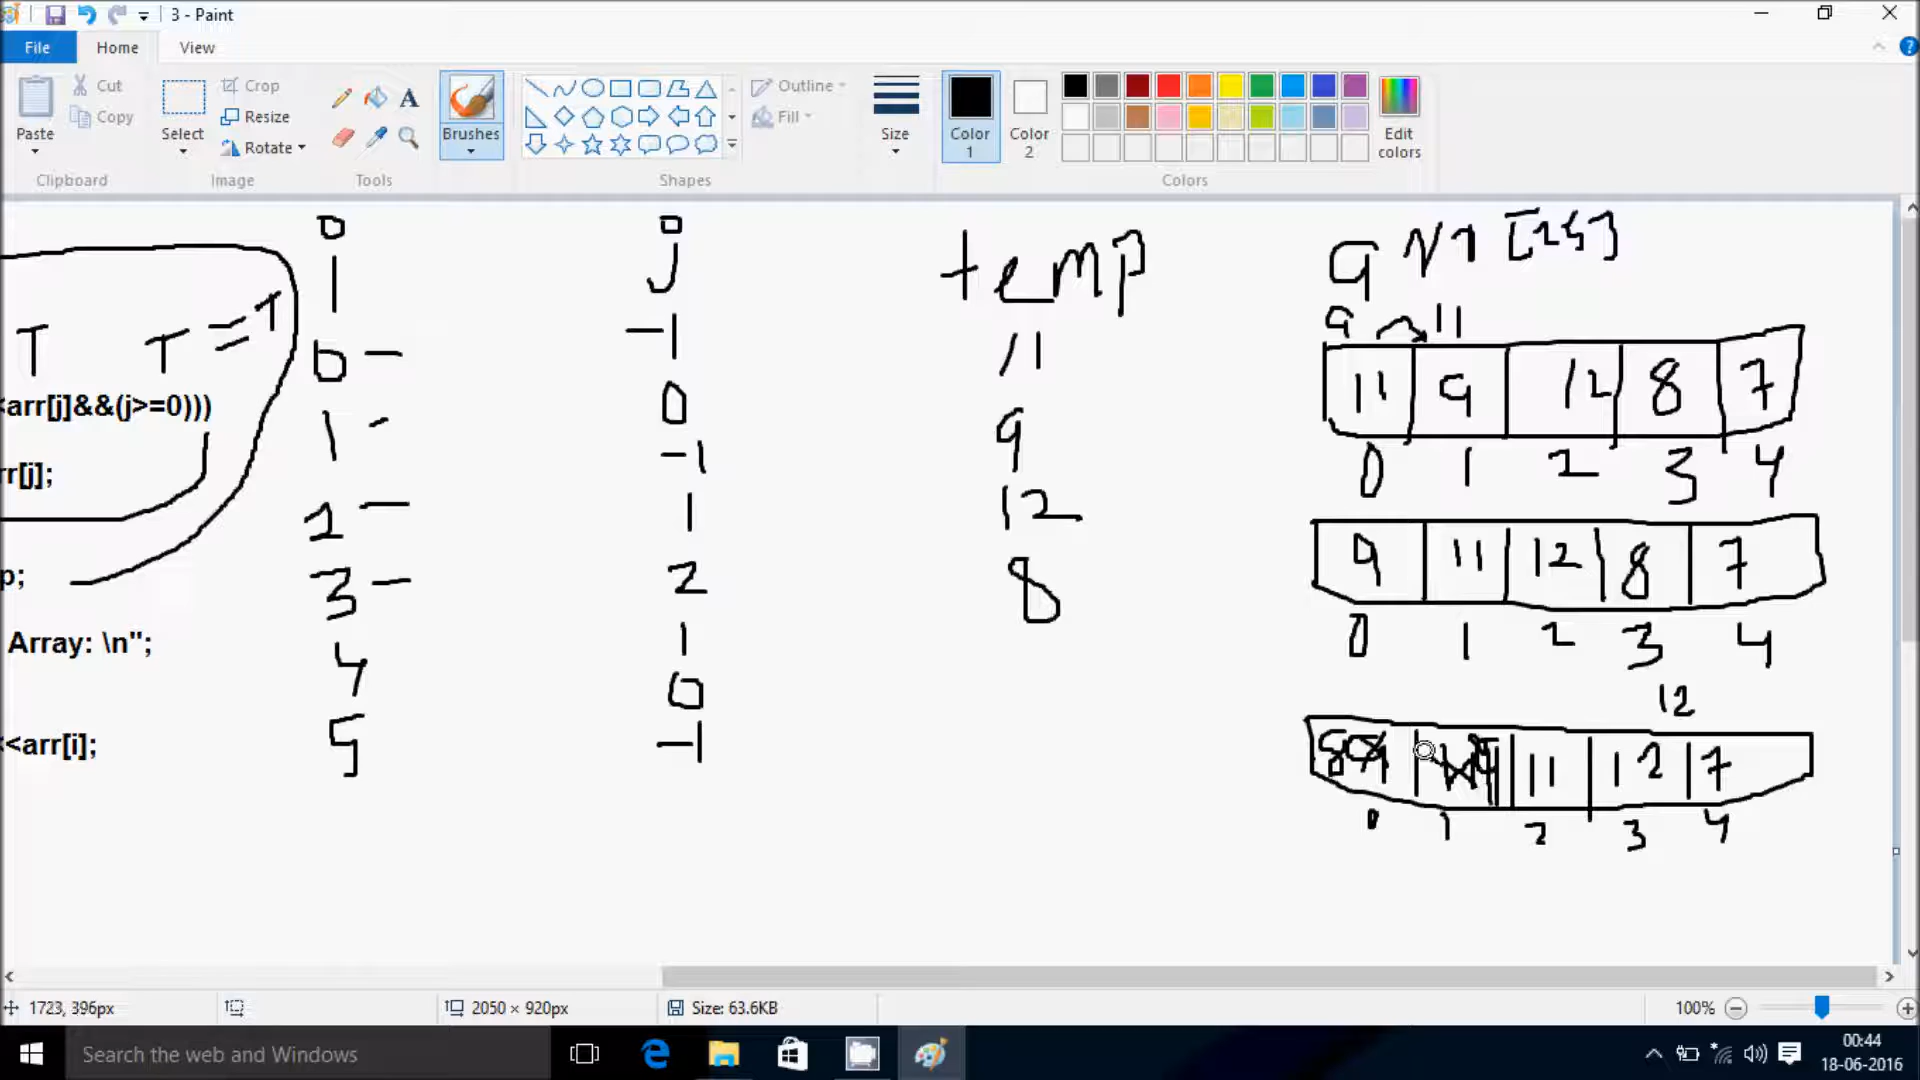 3 - Paint
File Home View
Paste
Cut
Copy
Clipboard
Select
Crop
Resize
Rotate
Image
Tools
Brushes
Shapes
Outline
Fill
Size
Color 1
Color 2
Edit colors
Colors
T T = T
<arr[j]&&(j>=0)))
rr[j];
p;
Array: \n";
<<arr[i];
i
0 -
1 -
2 -
3 -
4
5
j
-1
0
-1
1
2
1
0
-1
temp
11
9
12
8
9 11
11 9 12 8 7
0 1 2 3 4
9 11 12 8 7
0 1 2 3 4
12
8 11 12 7
0 1 2 3 4
1723, 396px
2050 × 920px
Size: 63.6KB
100%
Search the web and Windows
00:44
18-06-2016